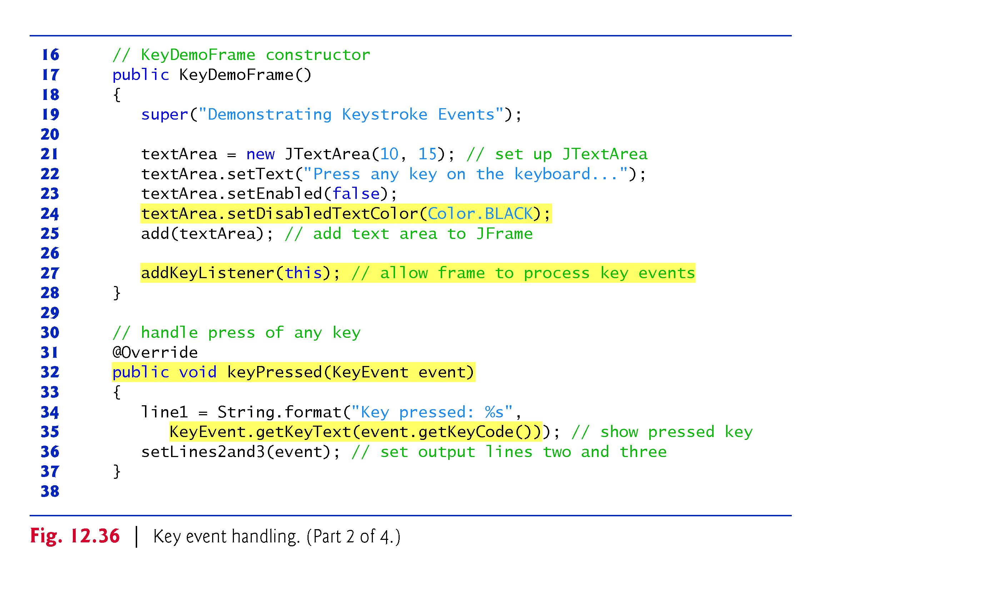 16 // KeyDemoFrame constructor
17 public KeyDemoFrame()
18 {
19 super("Demonstrating Keystroke Events");
20
21 textArea = new JTextArea(10, 15); // set up JTextArea
22 textArea.setText("Press any key on the keyboard...");
23 textArea.setEnabled(false);
24 textArea.setDisabledTextColor(Color.BLACK);
25 add(textArea); // add text area to JFrame
26
27 addKeyListener(this); // allow frame to process key events
28 }
29
30 // handle press of any key
31 @Override
32 public void keyPressed(KeyEvent event)
33 {
34 line1 = String.format("Key pressed: %s",
35 KeyEvent.getKeyText(event.getKeyCode())); // show pressed key
36 setLines2and3(event); // set output lines two and three
37 }
38
Fig. 12.36 | Key event handling. (Part 2 of 4.)